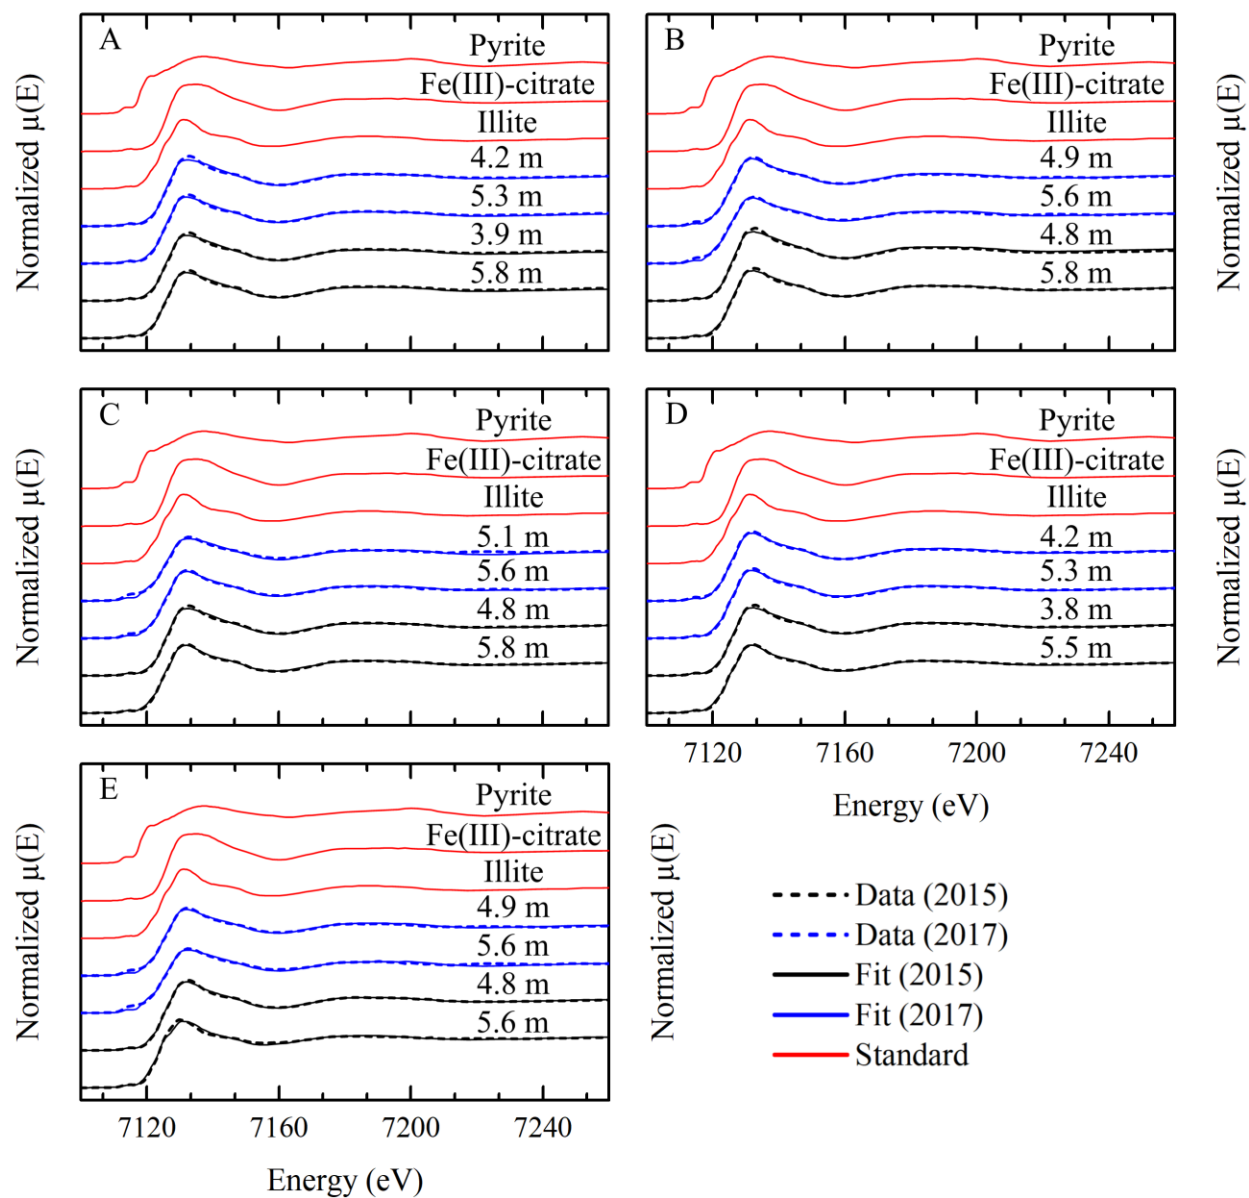 A
Pyrite
Fe(III)-citrate
Illite
4.2 m
5.3 m
3.9 m
5.8 m
Normalized μ(E)
B
Pyrite
Fe(III)-citrate
Illite
4.9 m
5.6 m
4.8 m
5.8 m
Normalized μ(E)
C
Pyrite
Fe(III)-citrate
Illite
5.1 m
5.6 m
4.8 m
5.8 m
Normalized μ(E)
D
Pyrite
Fe(III)-citrate
Illite
4.2 m
5.3 m
3.8 m
5.5 m
Normalized μ(E)
7120 7160 7200 7240
Energy (eV)
E
Pyrite
Fe(III)-citrate
Illite
4.9 m
5.6 m
4.8 m
5.6 m
Normalized μ(E)
Normalized μ(E)
7120 7160 7200 7240
Energy (eV)
Data (2015)
Data (2017)
Fit (2015)
Fit (2017)
Standard